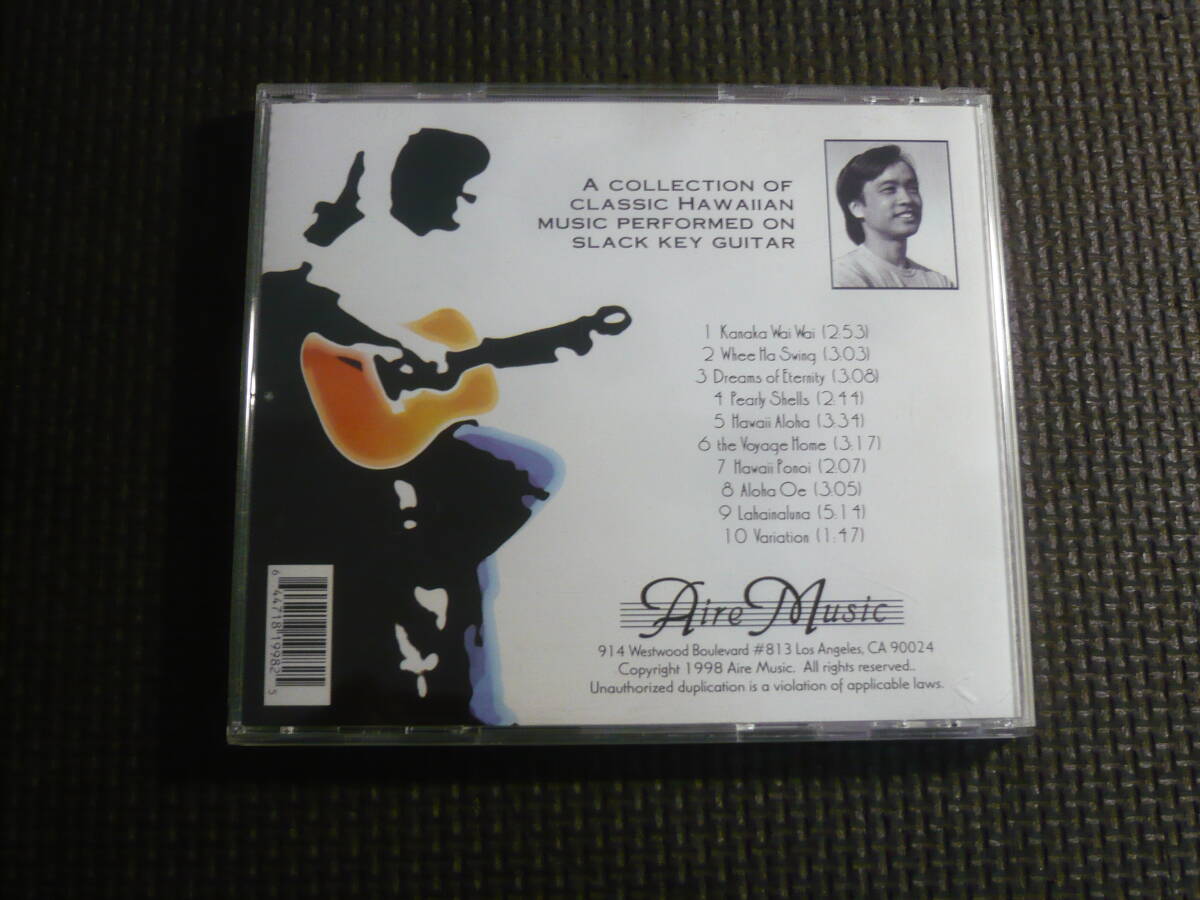 A COLLECTION OF
CLASSIC HAWAIIAN
MUSIC PERFORMED ON
SLACK KEY GUITAR
1 Kanaka Wai Wai (2:53)
2 Whee Ha Swing (3:03)
3 Dreams of Eternity (3:08)
4 Pearly Shells (2:44)
5 Hawaii Aloha (3:34)
6 the Voyage Home (3:17)
7 Hawaii Ponoi (2:07)
8 Aloha Oe (3:05)
9 Lahainaluna (5:14)
10 Variation (1:47)
Aire Music
914 Westwood Boulevard #813 Los Angeles, CA 90024
Copyright 1998 Aire Music. All rights reserved..
Unauthorized duplication is a violation of applicable laws.
6 44718 19982 5